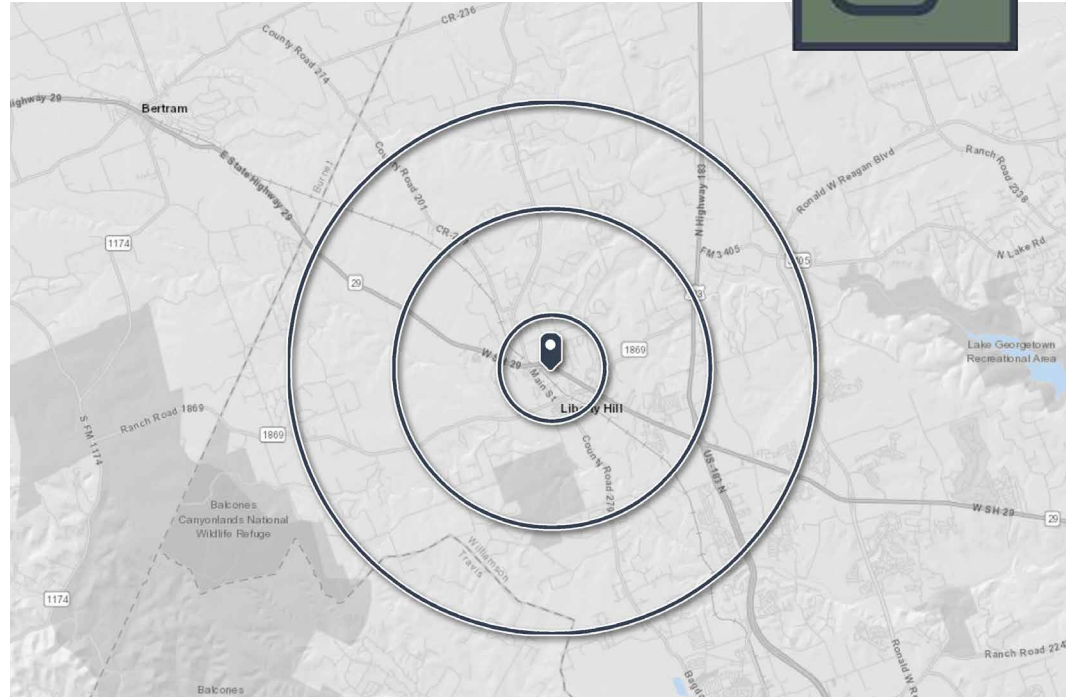 CR-236
County Road 274
ighway 29
Bertram
E State Highway 29
Burnet
County Road 201
N Highway 183
Ronald W Reagan Blvd
Ranch Road 2338
1174
CR-2
FM 3405
N Lake Rd
29
W SH 29
1869
Main St
Liberty Hill
Lake Georgetown
Recreational Area
Ranch Road 1869
1869
S FM 1174
County Road 279
US-183 N
W SH 29
29
Balcones
Canyonlands National
Wildlife Refuge
Williamson
Travis
1174
Ranch Road 224
Balcones